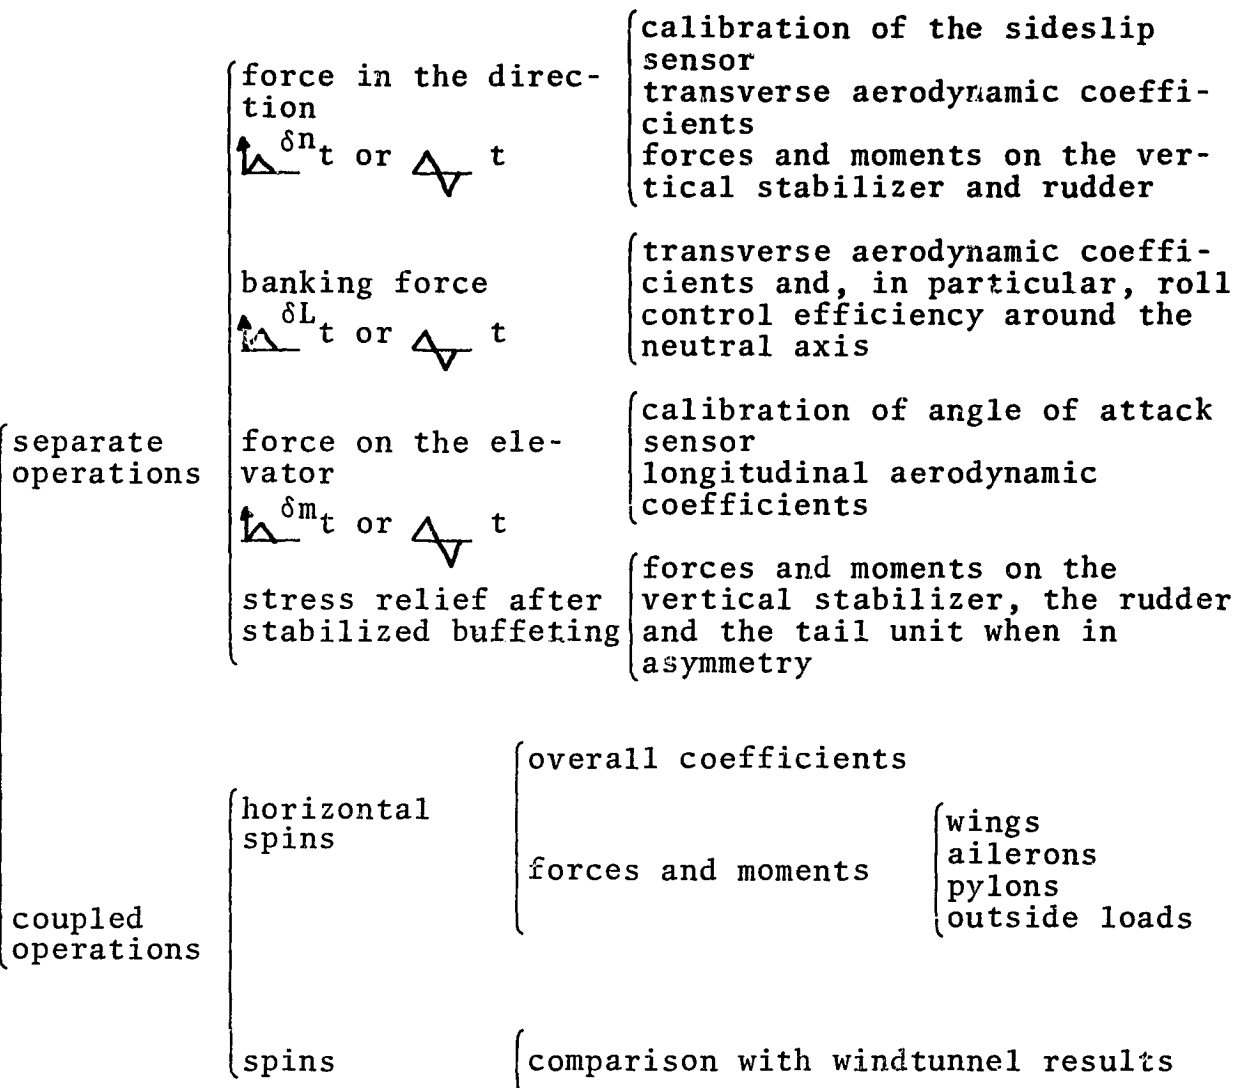 separate
operations
force in the direc-
tion
δn t or t
calibration of the sideslip
sensor
transverse aerodynamic coeffi-
cients
forces and moments on the ver-
tical stabilizer and rudder
banking force
δL t or t
transverse aerodynamic coeffi-
cients and, in particular, roll
control efficiency around the
neutral axis
force on the ele-
vator
δm t or t
calibration of angle of attack
sensor
longitudinal aerodynamic
coefficients
stress relief after
stabilized buffeting
forces and moments on the
vertical stabilizer, the rudder
and the tail unit when in
asymmetry
coupled
operations
horizontal
spins
overall coefficients
forces and moments
wings
ailerons
pylons
outside loads
spins
comparison with windtunnel results